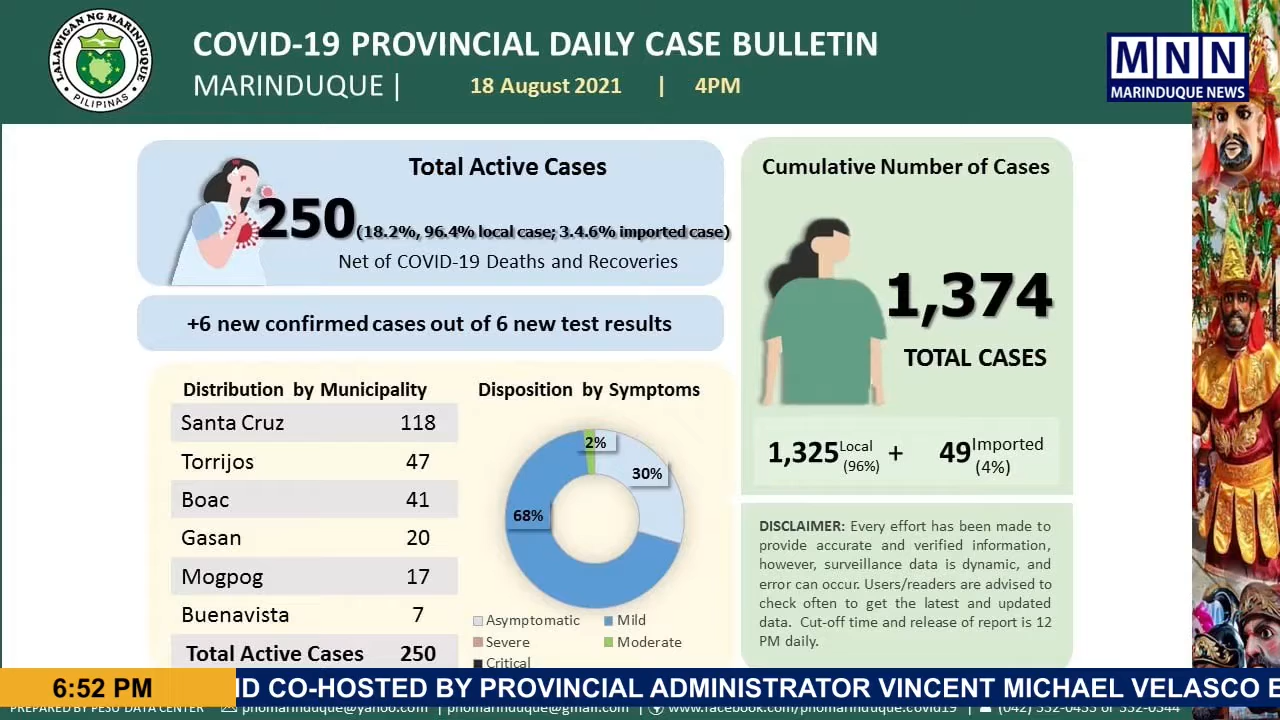 LALAWIGAN NG MARINDUQUE
PILIPINAS
COVID-19 PROVINCIAL DAILY CASE BULLETIN
MARINDUQUE | 18 August 2021 | 4PM
MNN
MARINDUQUE NEWS
Total Active Cases
250 (18.2%, 96.4% local case; 3.4.6% imported case)
Net of COVID-19 Deaths and Recoveries
+6 new confirmed cases out of 6 new test results
Distribution by Municipality
Santa Cruz 118
Torrijos 47
Boac 41
Gasan 20
Mogpog 17
Buenavista 7
Total Active Cases 250
Disposition by Symptoms
2%
30%
68%
Asymptomatic Mild
Severe Moderate
Critical
Cumulative Number of Cases
1,374
TOTAL CASES
1,325 Local (96%) + 49 Imported (4%)
DISCLAIMER: Every effort has been made to
provide accurate and verified information,
however, surveillance data is dynamic, and
error can occur. Users/readers are advised to
check often to get the latest and updated
data. Cut-off time and release of report is 12
PM daily.
6:52 PM
ND CO-HOSTED BY PROVINCIAL ADMINISTRATOR VINCENT MICHAEL VELASCO E
PREPARED BY PESU DATA CENTER